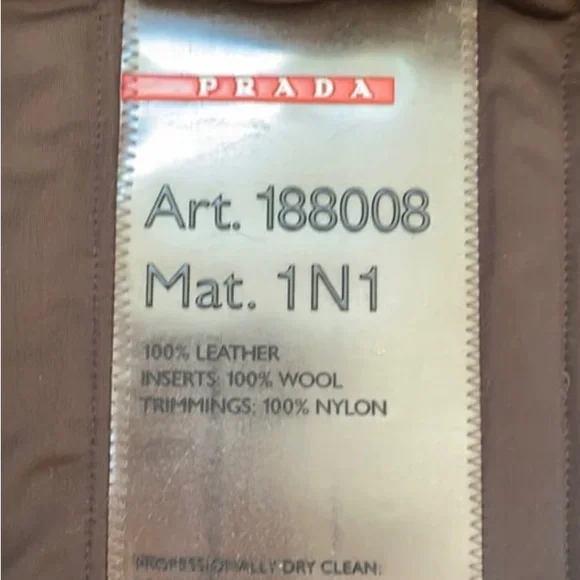 PRADA
Art. 188008
Mat. 1N1
100% LEATHER
INSERTS: 100% WOOL
TRIMMINGS: 100% NYLON
PROFESSIONALLY DRY CLEAN: